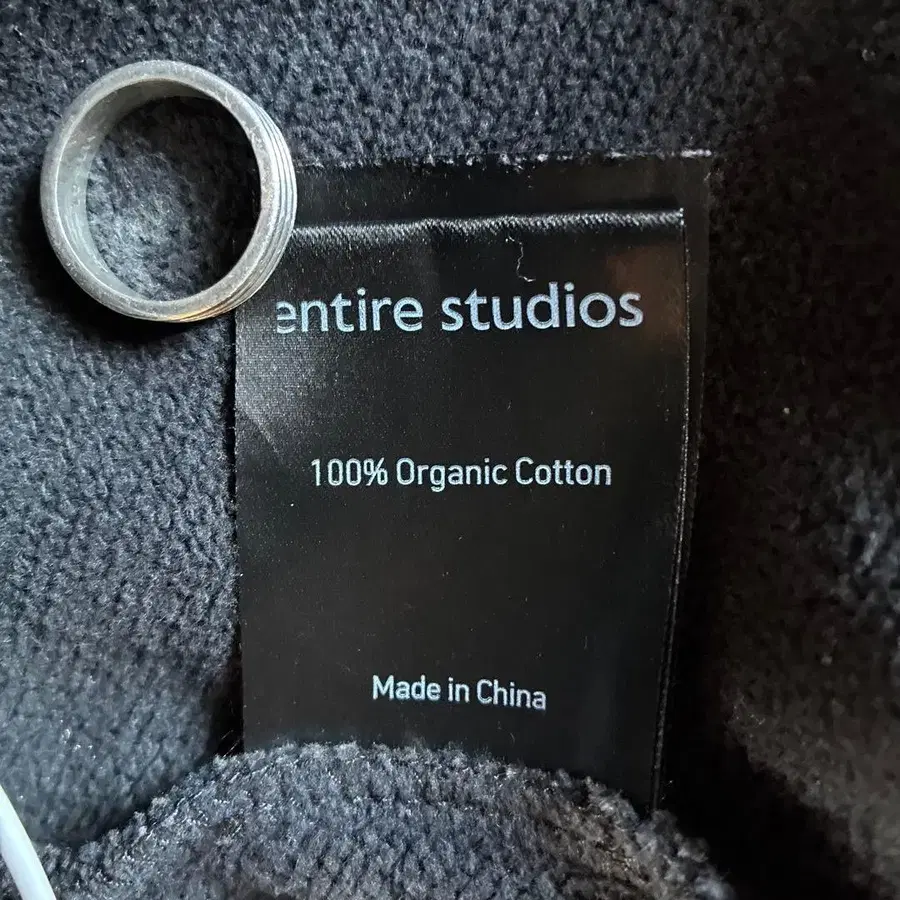 entire studios
100% Organic Cotton
Made in China